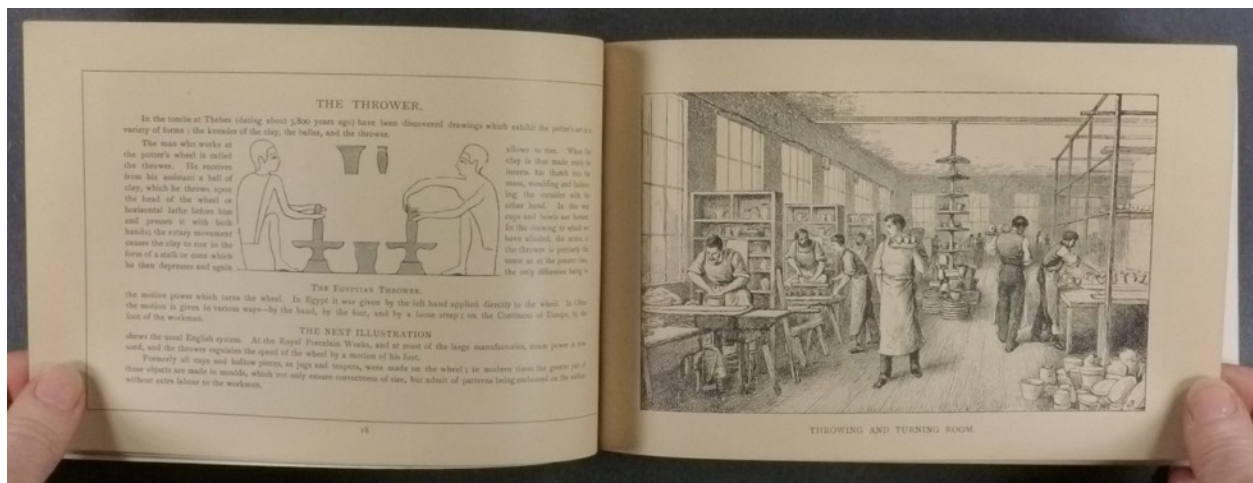 THE THROWER.
In the tombs at Thebes (dating about 3,800 years ago) have been discovered drawings which exhibit the potter's art in a
variety of forms : the kneader of the clay, the baller, and the thrower.
The man who works at
the potter's wheel is called
the thrower. He receives
from his assistant a ball of
clay, which he throws upon
the head of the wheel or
horizontal lathe before him
and presses it with both
hands; the rotary movement
causes the clay to rise in the
form of a stalk or cone which
he then depresses and again
allows to rise. When the
clay is thus made ready he
inserts his thumb into the
mass, moulding and
ing the outside with the
other hand. In this way
cups and bowls are formed.
In the drawing to which we
have alluded, the action of
the thrower is precisely the
same as at the present time,
the only difference being in
THE EGYPTIAN THROWER.
the motive power which turns the wheel. In Egypt it was given by the left hand applied directly to the wheel. In China
the motion is given in various ways—by the hand, by the foot, and by a loose strap; on the Continent of Europe, by the
foot of the workman.
THE NEXT ILLUSTRATION
shews the usual English system. At the Royal Porcelain Works, and at most of the large manufactories, steam power is now
used, and the thrower regulates the speed of the wheel by a motion of his foot.
Formerly all cups and hollow pieces, as jugs and teapots, were made on the wheel; in modern times the greater part of
these objects are made in moulds, which not only ensure correctness of size, but admit of patterns being embossed on the surface
without extra labour to the workman.
18
THROWING AND TURNING ROOM.